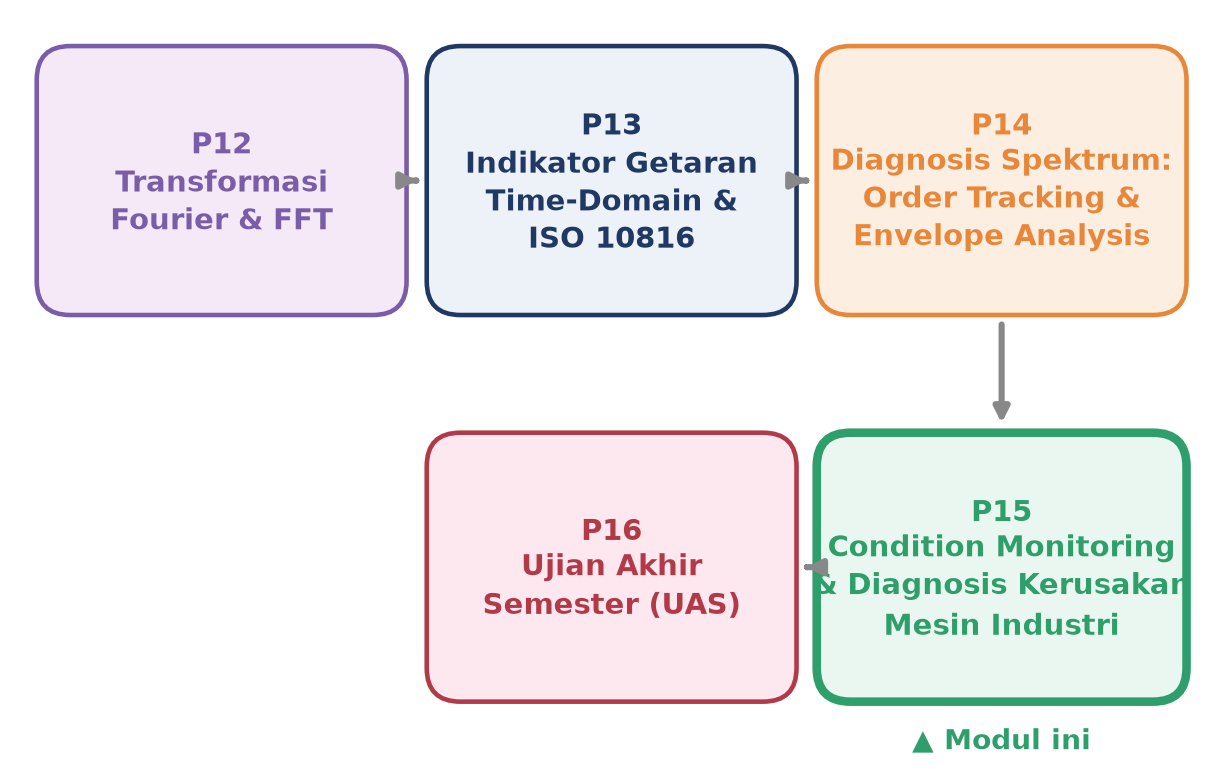 P12
Transformasi
Fourier & FFT
P13
Indikator Getaran
Time-Domain &
ISO 10816
P14
Diagnosis Spektrum:
Order Tracking &
Envelope Analysis
P15
Condition Monitoring
& Diagnosis Kerusakan
Mesin Industri
▲ Modul ini
P16
Ujian Akhir
Semester (UAS)